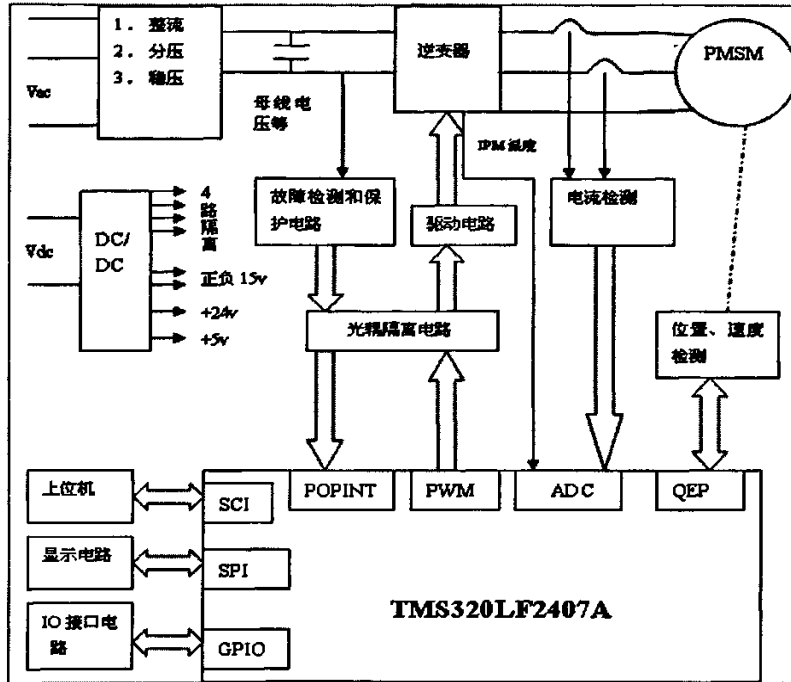 1. 整流
2. 分压
3. 稳压
Vac
逆变器
PMSM
母线电
压等
IPM 温度
4
路
隔
离
DC/
DC
Vdc
正负 15v
+24v
+5v
故障检测和保
护电路
驱动电路
电流检测
光耦隔离电路
位置、速度
检测
上位机
SCI
POPINT
PWM
ADC
QEP
显示电路
SPI
TMS320LF2407A
IO 接口电
路
GPIO